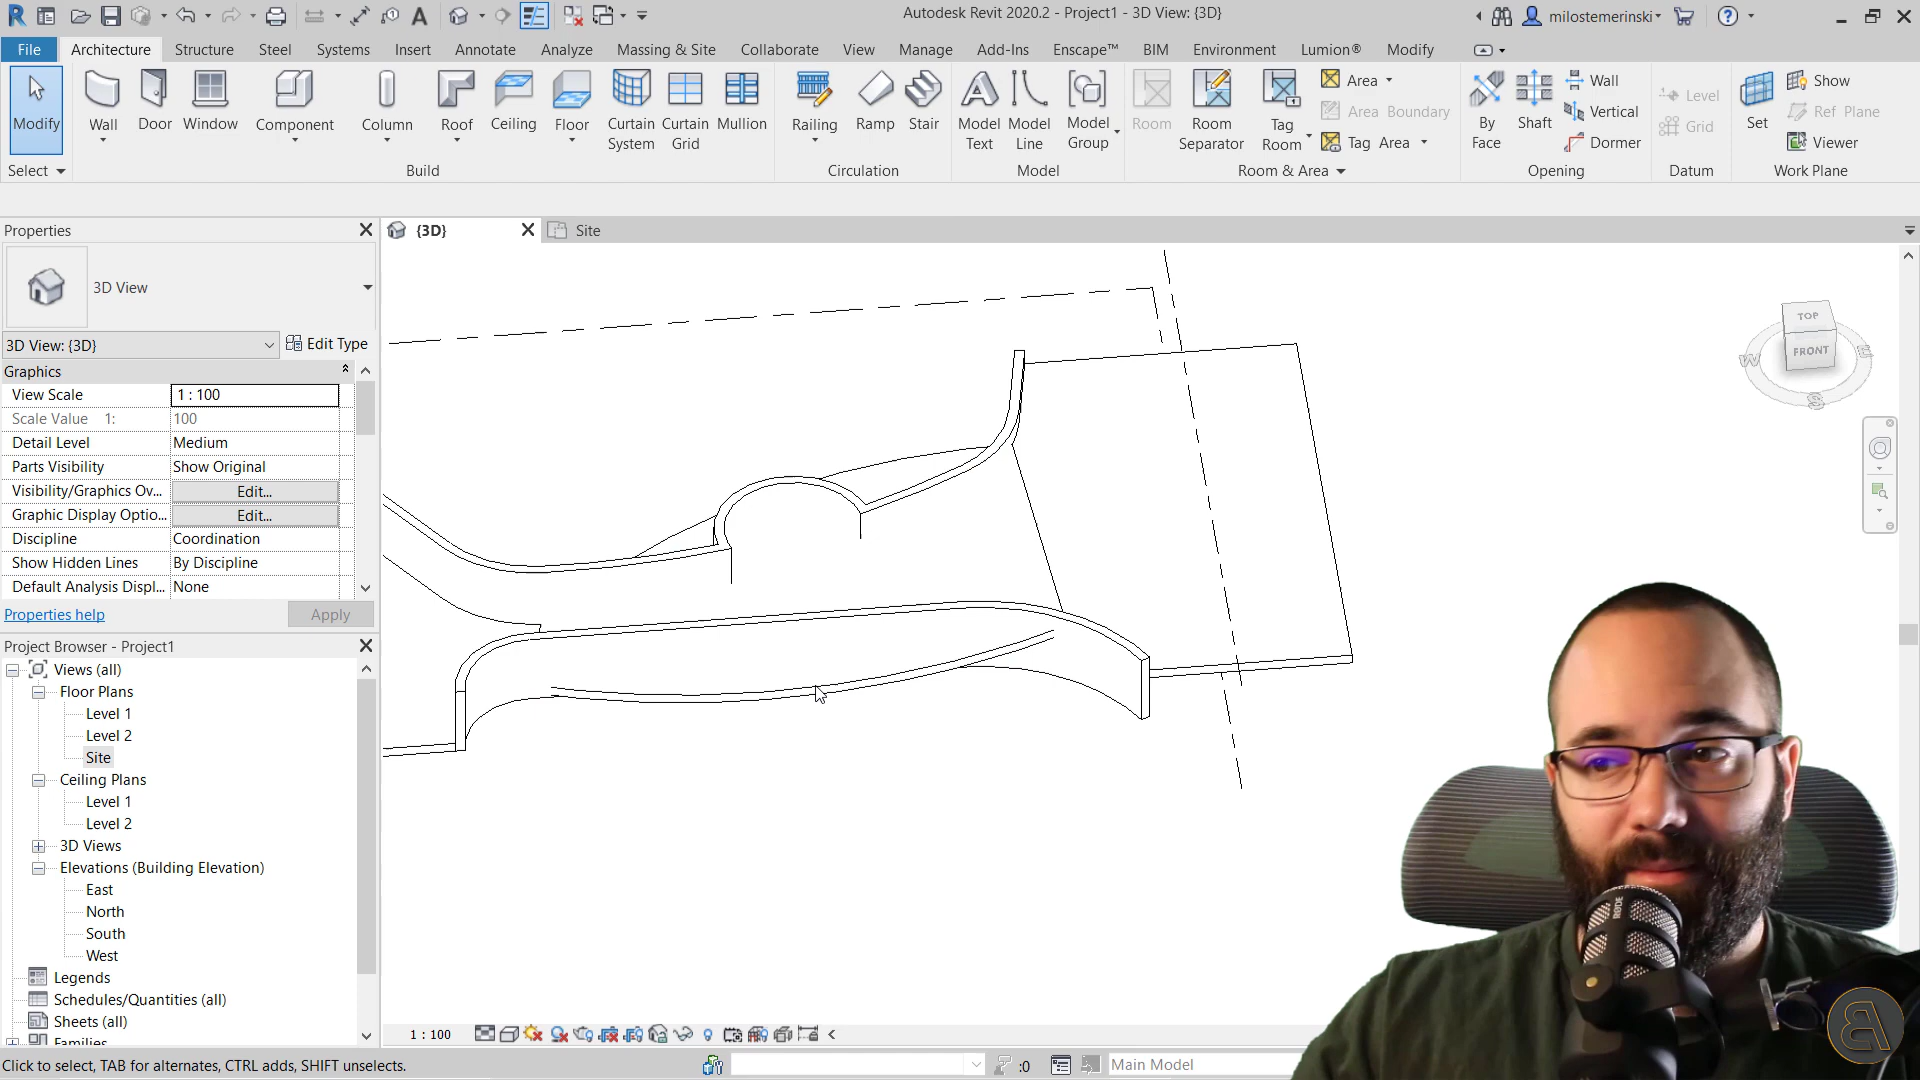 Autodesk Revit 2020.2 - Project1 - 3D View: {3D}
milostemerinski
File
Architecture
Structure
Steel
Systems
Insert
Annotate
Analyze
Massing & Site
Collaborate
View
Manage
Add-Ins
Enscape™
BIM
Environment
Lumion®
Modify
Modify
Wall
Door
Window
Component
Column
Roof
Ceiling
Floor
Curtain
System
Curtain
Grid
Mullion
Railing
Ramp
Stair
Model
Text
Model
Line
Model
Group
Room
Room
Separator
Tag
Room
Area
Area Boundary
Tag Area
By
Face
Shaft
Wall
Vertical
Dormer
Level
Grid
Set
Show
Ref Plane
Viewer
Select
Build
Circulation
Model
Room & Area
Opening
Datum
Work Plane
Properties
{3D}
Site
3D View
3D View: {3D}
Edit Type
Graphics
View Scale
1 : 100
Scale Value 1:
100
Detail Level
Medium
Parts Visibility
Show Original
Visibility/Graphics Ov...
Edit...
Graphic Display Optio...
Edit...
Discipline
Coordination
Show Hidden Lines
By Discipline
Default Analysis Displ...
None
Properties help
Apply
Project Browser - Project1
Views (all)
Floor Plans
Level 1
Level 2
Site
Ceiling Plans
Level 1
Level 2
3D Views
Elevations (Building Elevation)
East
North
South
West
Legends
Schedules/Quantities (all)
Sheets (all)
Families
TOP
FRONT
W
E
S
RØDE
1 : 100
Click to select, TAB for alternates, CTRL adds, SHIFT unselects.
:0
Main Model